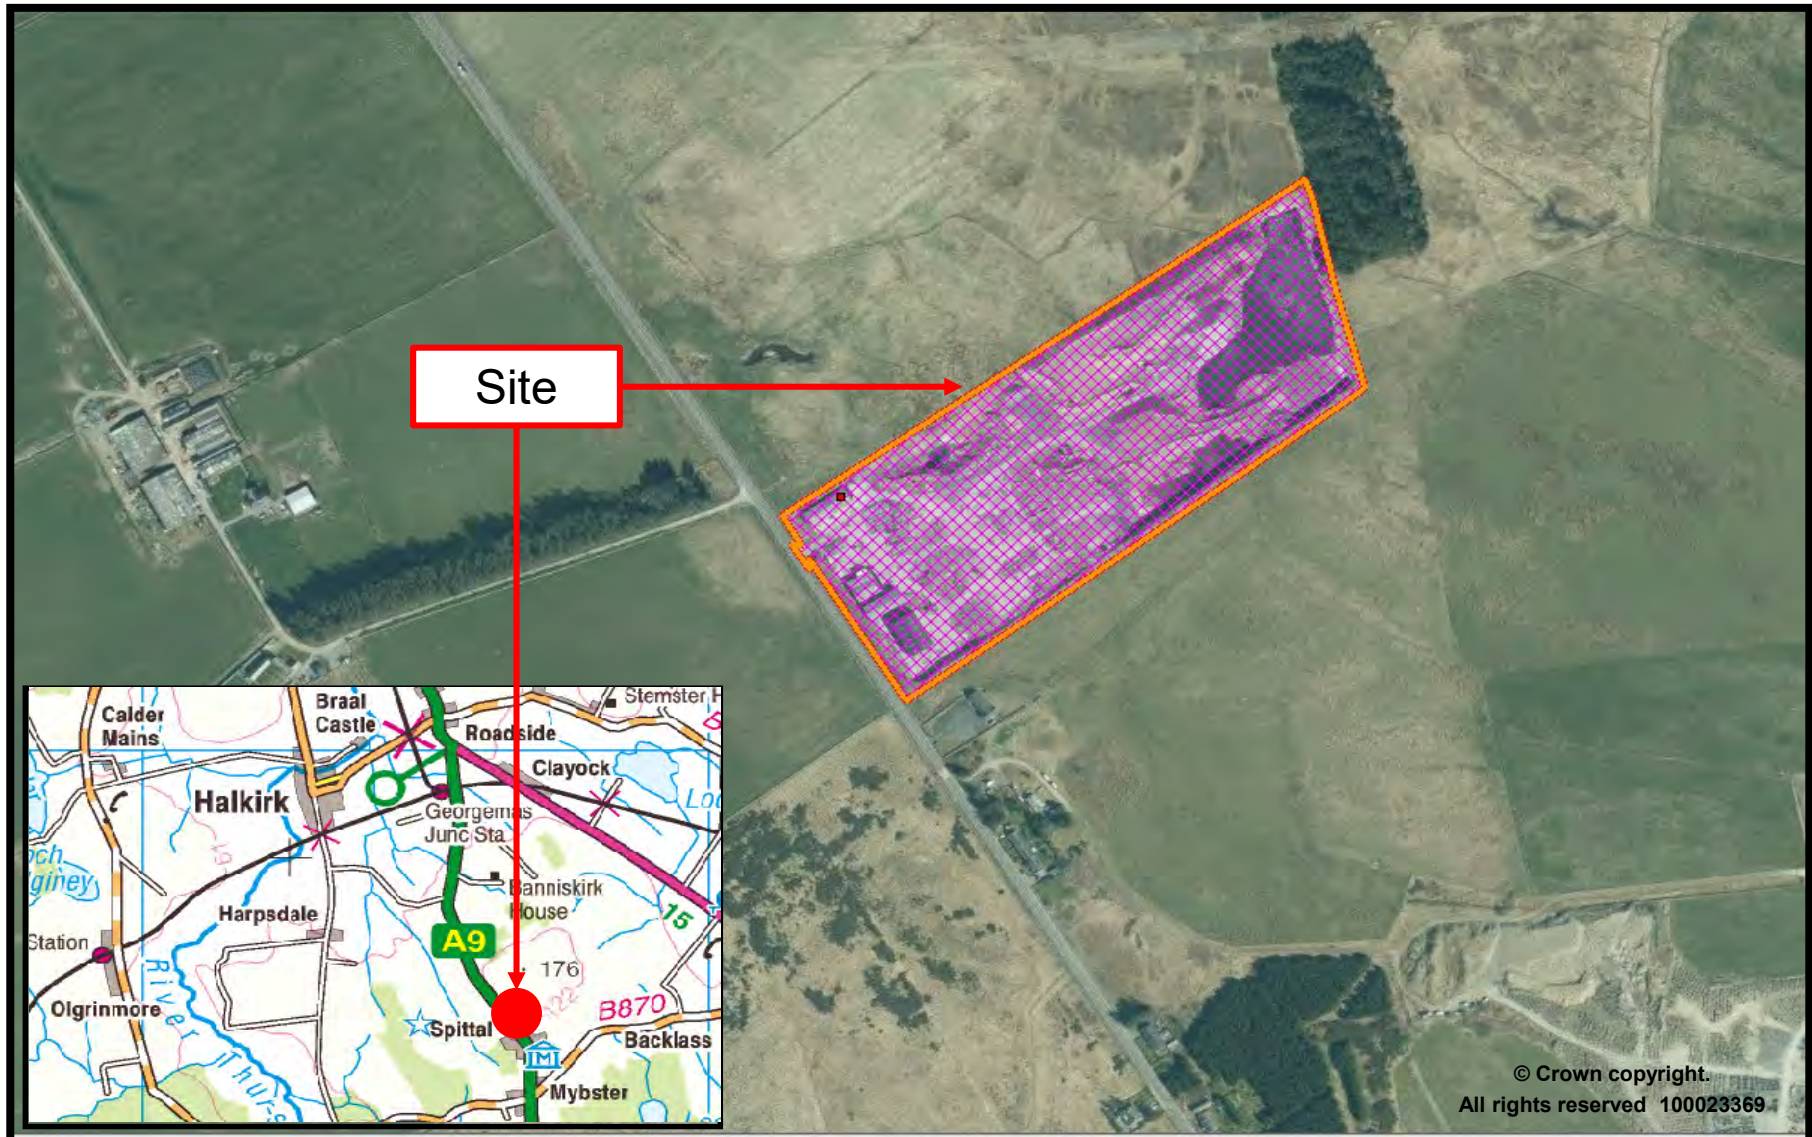 Site
Braal
Castle
Calder
Mains
Roadside
Clayock
Halkirk
Georgemas
Junc Sta
Banniskirk
House
Harpsdale
15
A9
Station
176
River Thurs
Olgrinmore
B870
Spittal
Backlass
M
Mybster
© Crown copyright.
All rights reserved 100023369